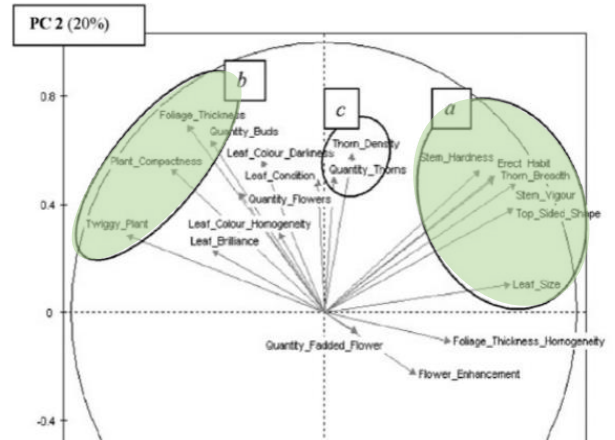 PC 2 (20%)
b
c
a
0.8
Foliage_Thickness
Quantity_Buds
Thorn_Density
Leaf_Colour_Darkness
Stem_Hardness
Erect_Habit
Plant_Compactness
Quantity_Thorns
Leaf_Condition
Thorn_Breadth
Stem_Vigour
Quantity_Flowers
0.4
Top_Sided_Shape
Twiggy_Plant
Leaf_Colour_Homogeneity
Leaf_Brilliance
Leaf_Size
0
Quantity_Fadded_Flower
Foliage_Thickness_Homogeneity
Flower_Enhancement
-0.4